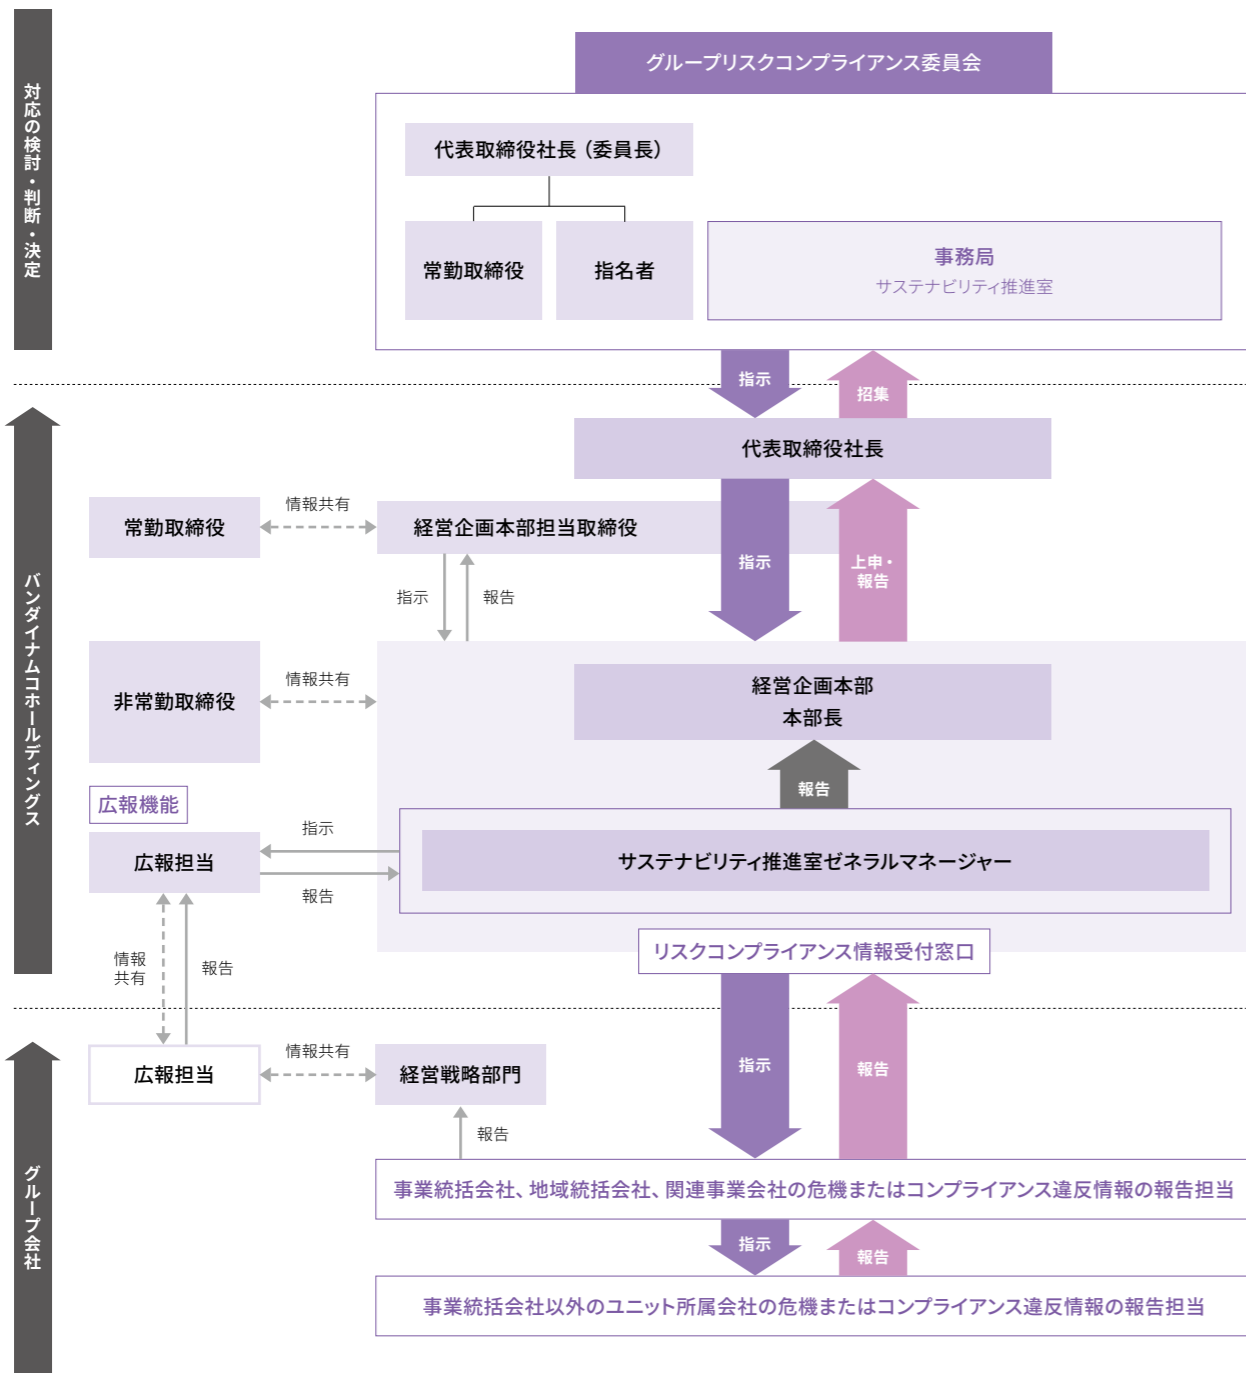 対応の検討・判断・決定
グループリスクコンプライアンス委員会
代表取締役社長（委員長）
常勤取締役
指名者
事務局
サステナビリティ推進室
指示
招集
バンダイナムコホールディングス
代表取締役社長
常勤取締役
情報共有
経営企画本部担当取締役
指示
上申・
報告
指示
報告
非常勤取締役
情報共有
経営企画本部
本部長
報告
広報機能
広報担当
指示
報告
サステナビリティ推進室ゼネラルマネージャー
リスクコンプライアンス情報受付窓口
情報
共有
報告
グループ会社
広報担当
情報共有
経営戦略部門
指示
報告
報告
事業統括会社、地域統括会社、関連事業会社の危機またはコンプライアンス違反情報の報告担当
指示
報告
事業統括会社以外のユニット所属会社の危機またはコンプライアンス違反情報の報告担当